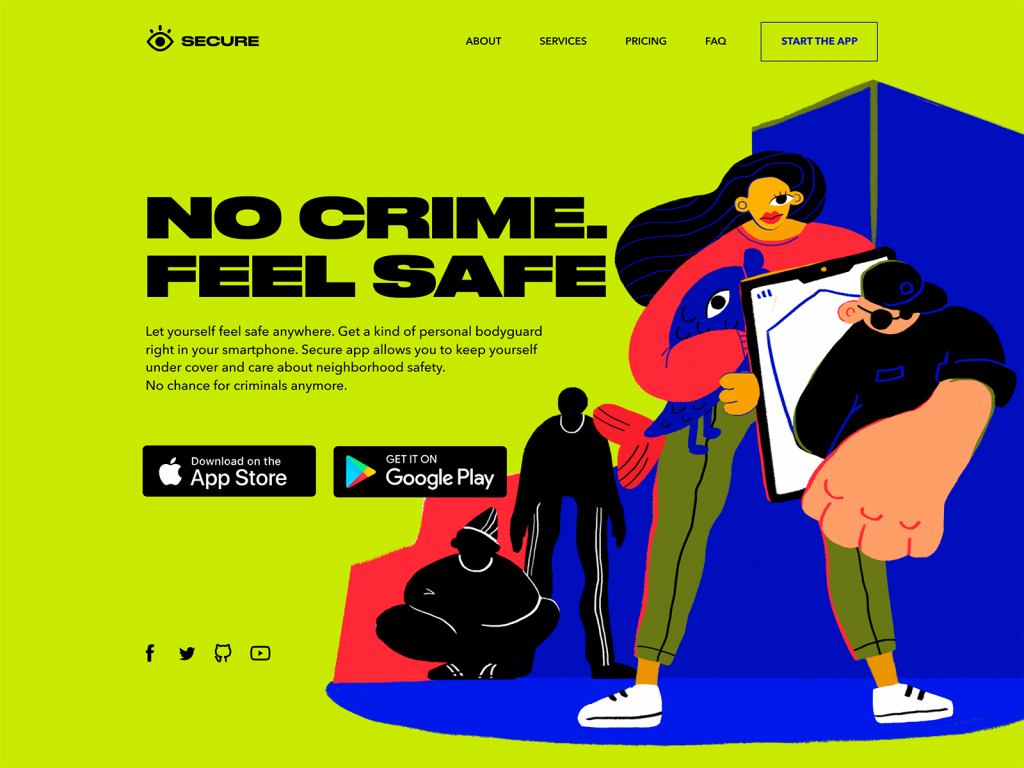 SECURE
ABOUT
SERVICES
PRICING
FAQ
START THE APP
NO CRIME.
FEEL SAFE
Let yourself feel safe anywhere. Get a kind of personal bodyguard
right in your smartphone. Secure app allows you to keep yourself
under cover and care about neighborhood safety.
No chance for criminals anymore.
Download on the
App Store
GET IT ON
Google Play